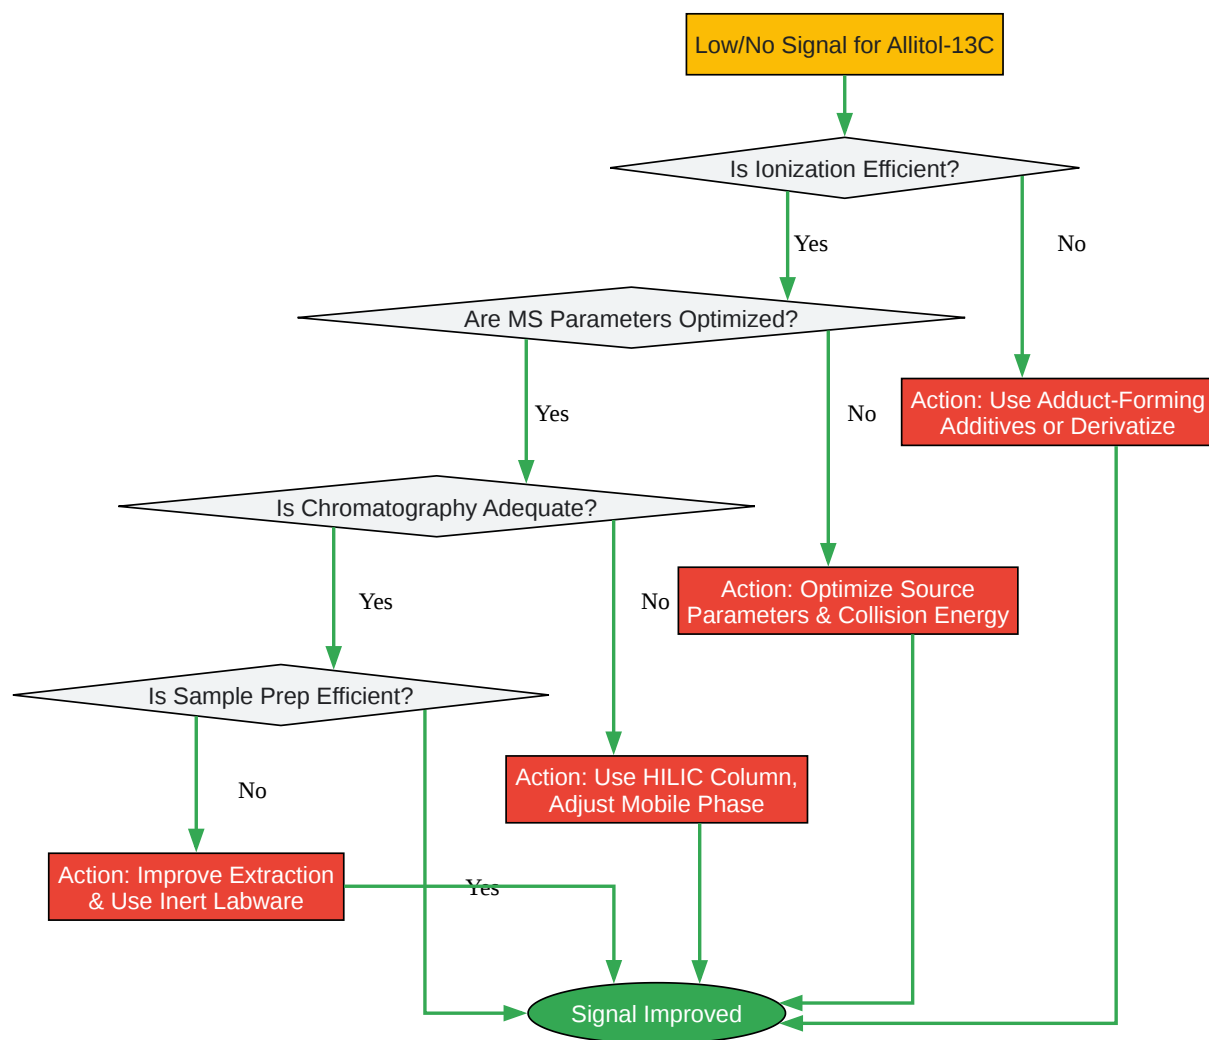 Low/No Signal for Allitol-13C
Is Ionization Efficient?
Yes
No
Are MS Parameters Optimized?
Action: Use Adduct-Forming
Additives or Derivatize
Yes
No
Is Chromatography Adequate?
Action: Optimize Source
Parameters & Collision Energy
Yes
No
Is Sample Prep Efficient?
Action: Use HILIC Column,
Adjust Mobile Phase
No
Action: Improve Extraction
& Use Inert Labware
Yes
Signal Improved